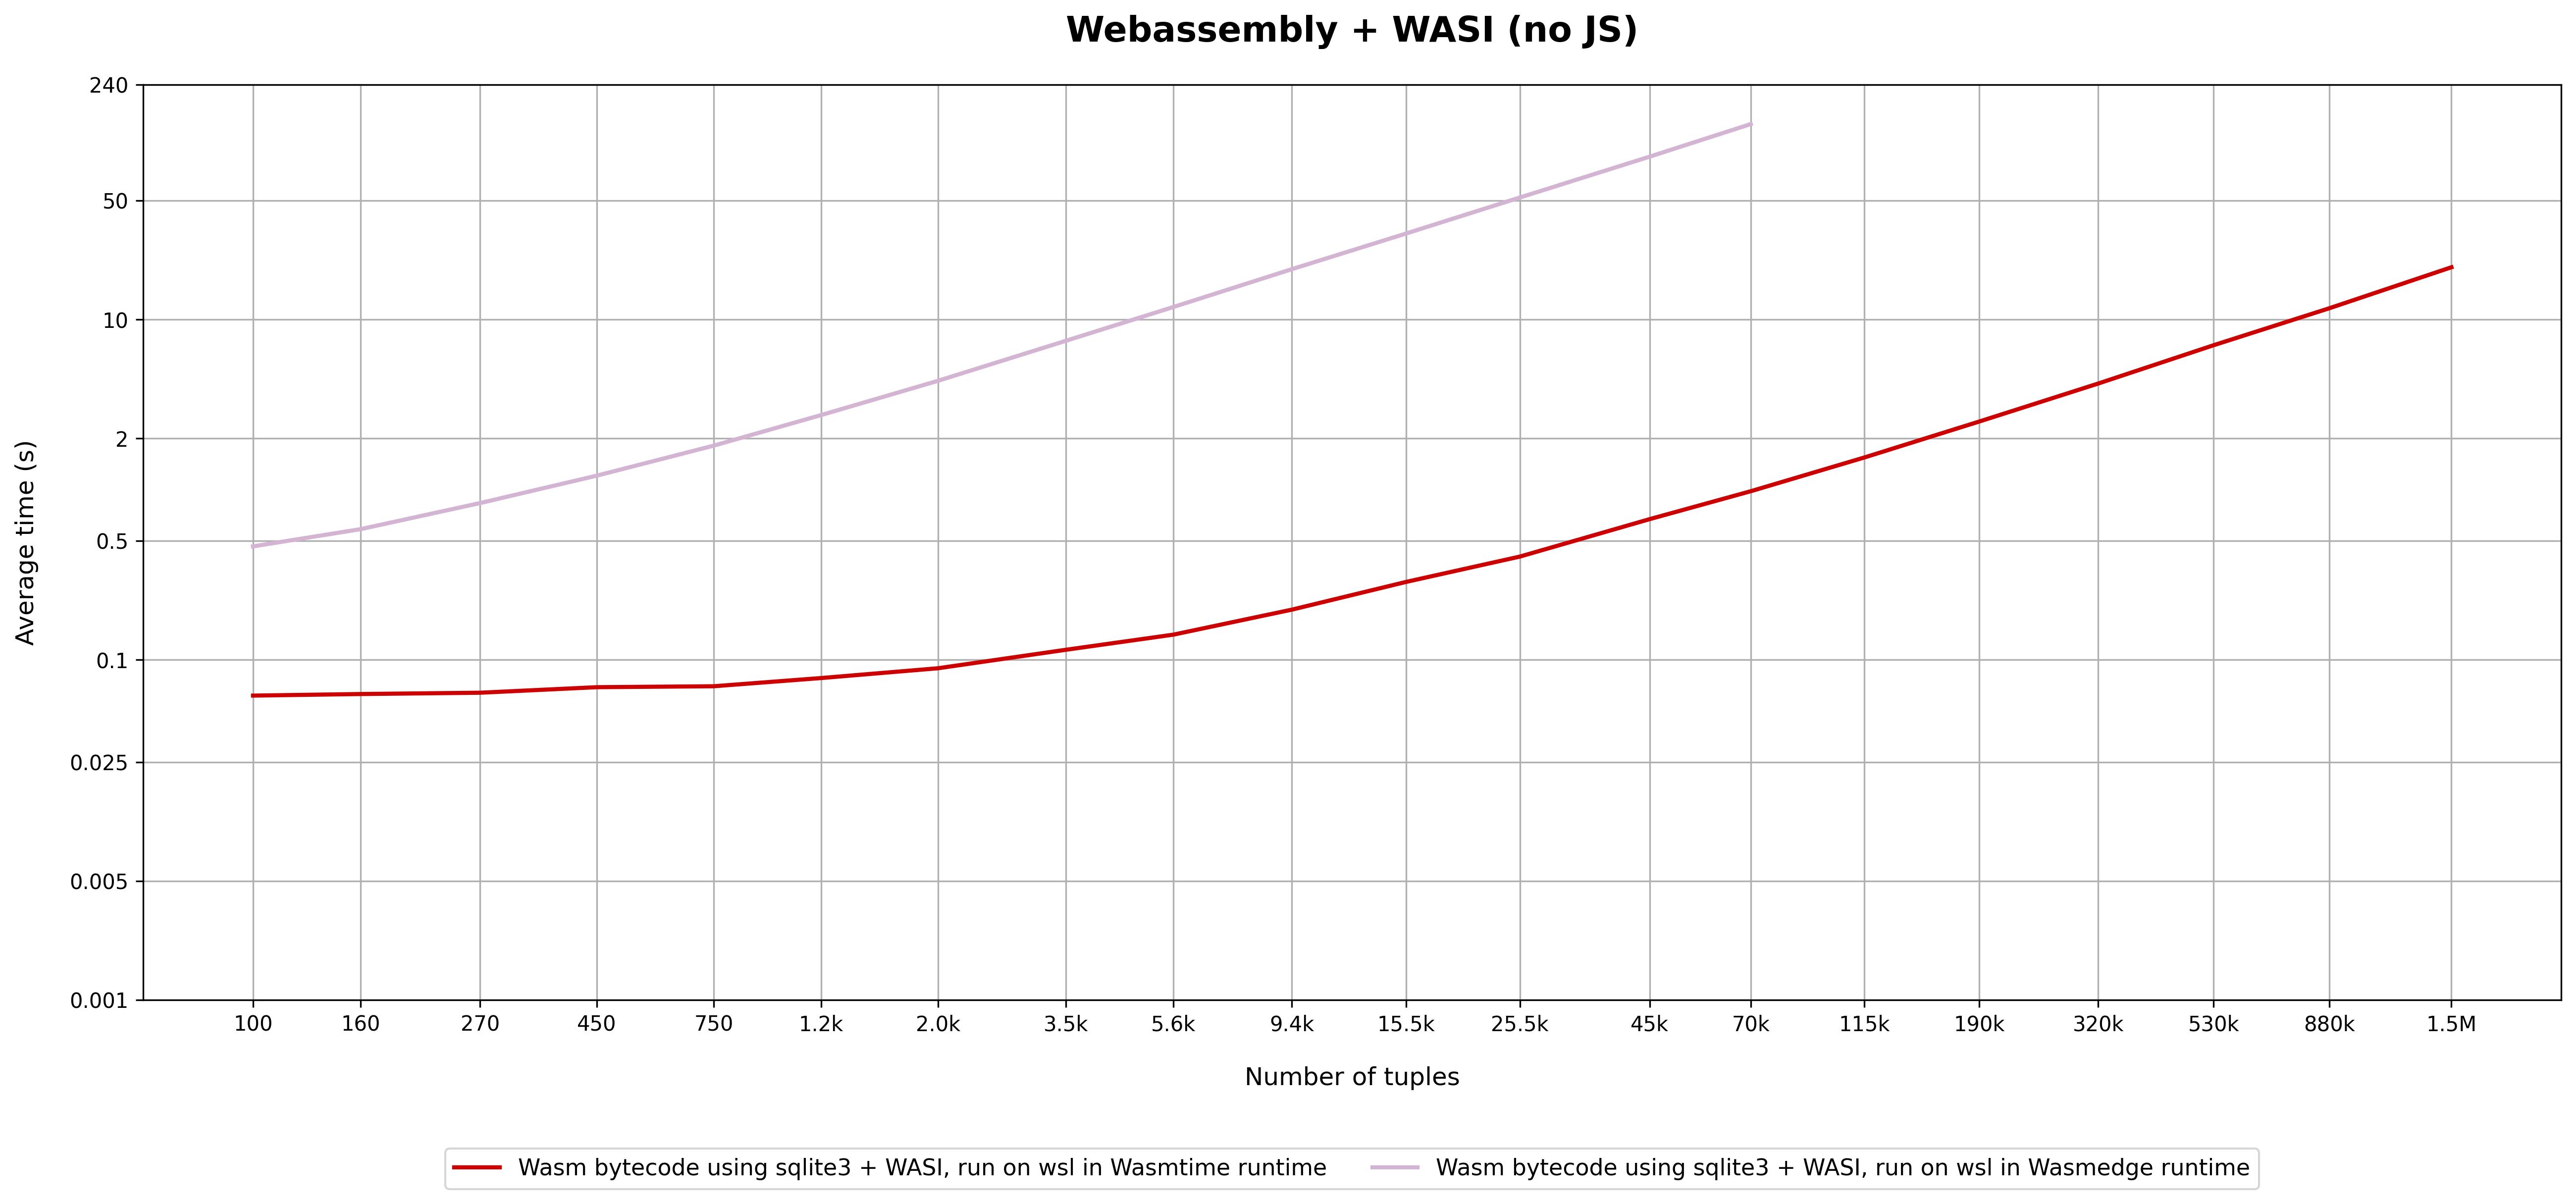 Webassembly + WASI (no JS)
240
50
10
2
0.5
0.1
0.025
0.005
0.001
Average time (s)
100 160 270 450 750 1.2k 2.0k 3.5k 5.6k 9.4k 15.5k 25.5k 45k 70k 115k 190k 320k 530k 880k 1.5M
Number of tuples
Wasm bytecode using sqlite3 + WASI, run on wsl in Wasmtime runtime Wasm bytecode using sqlite3 + WASI, run on wsl in Wasmedge runtime